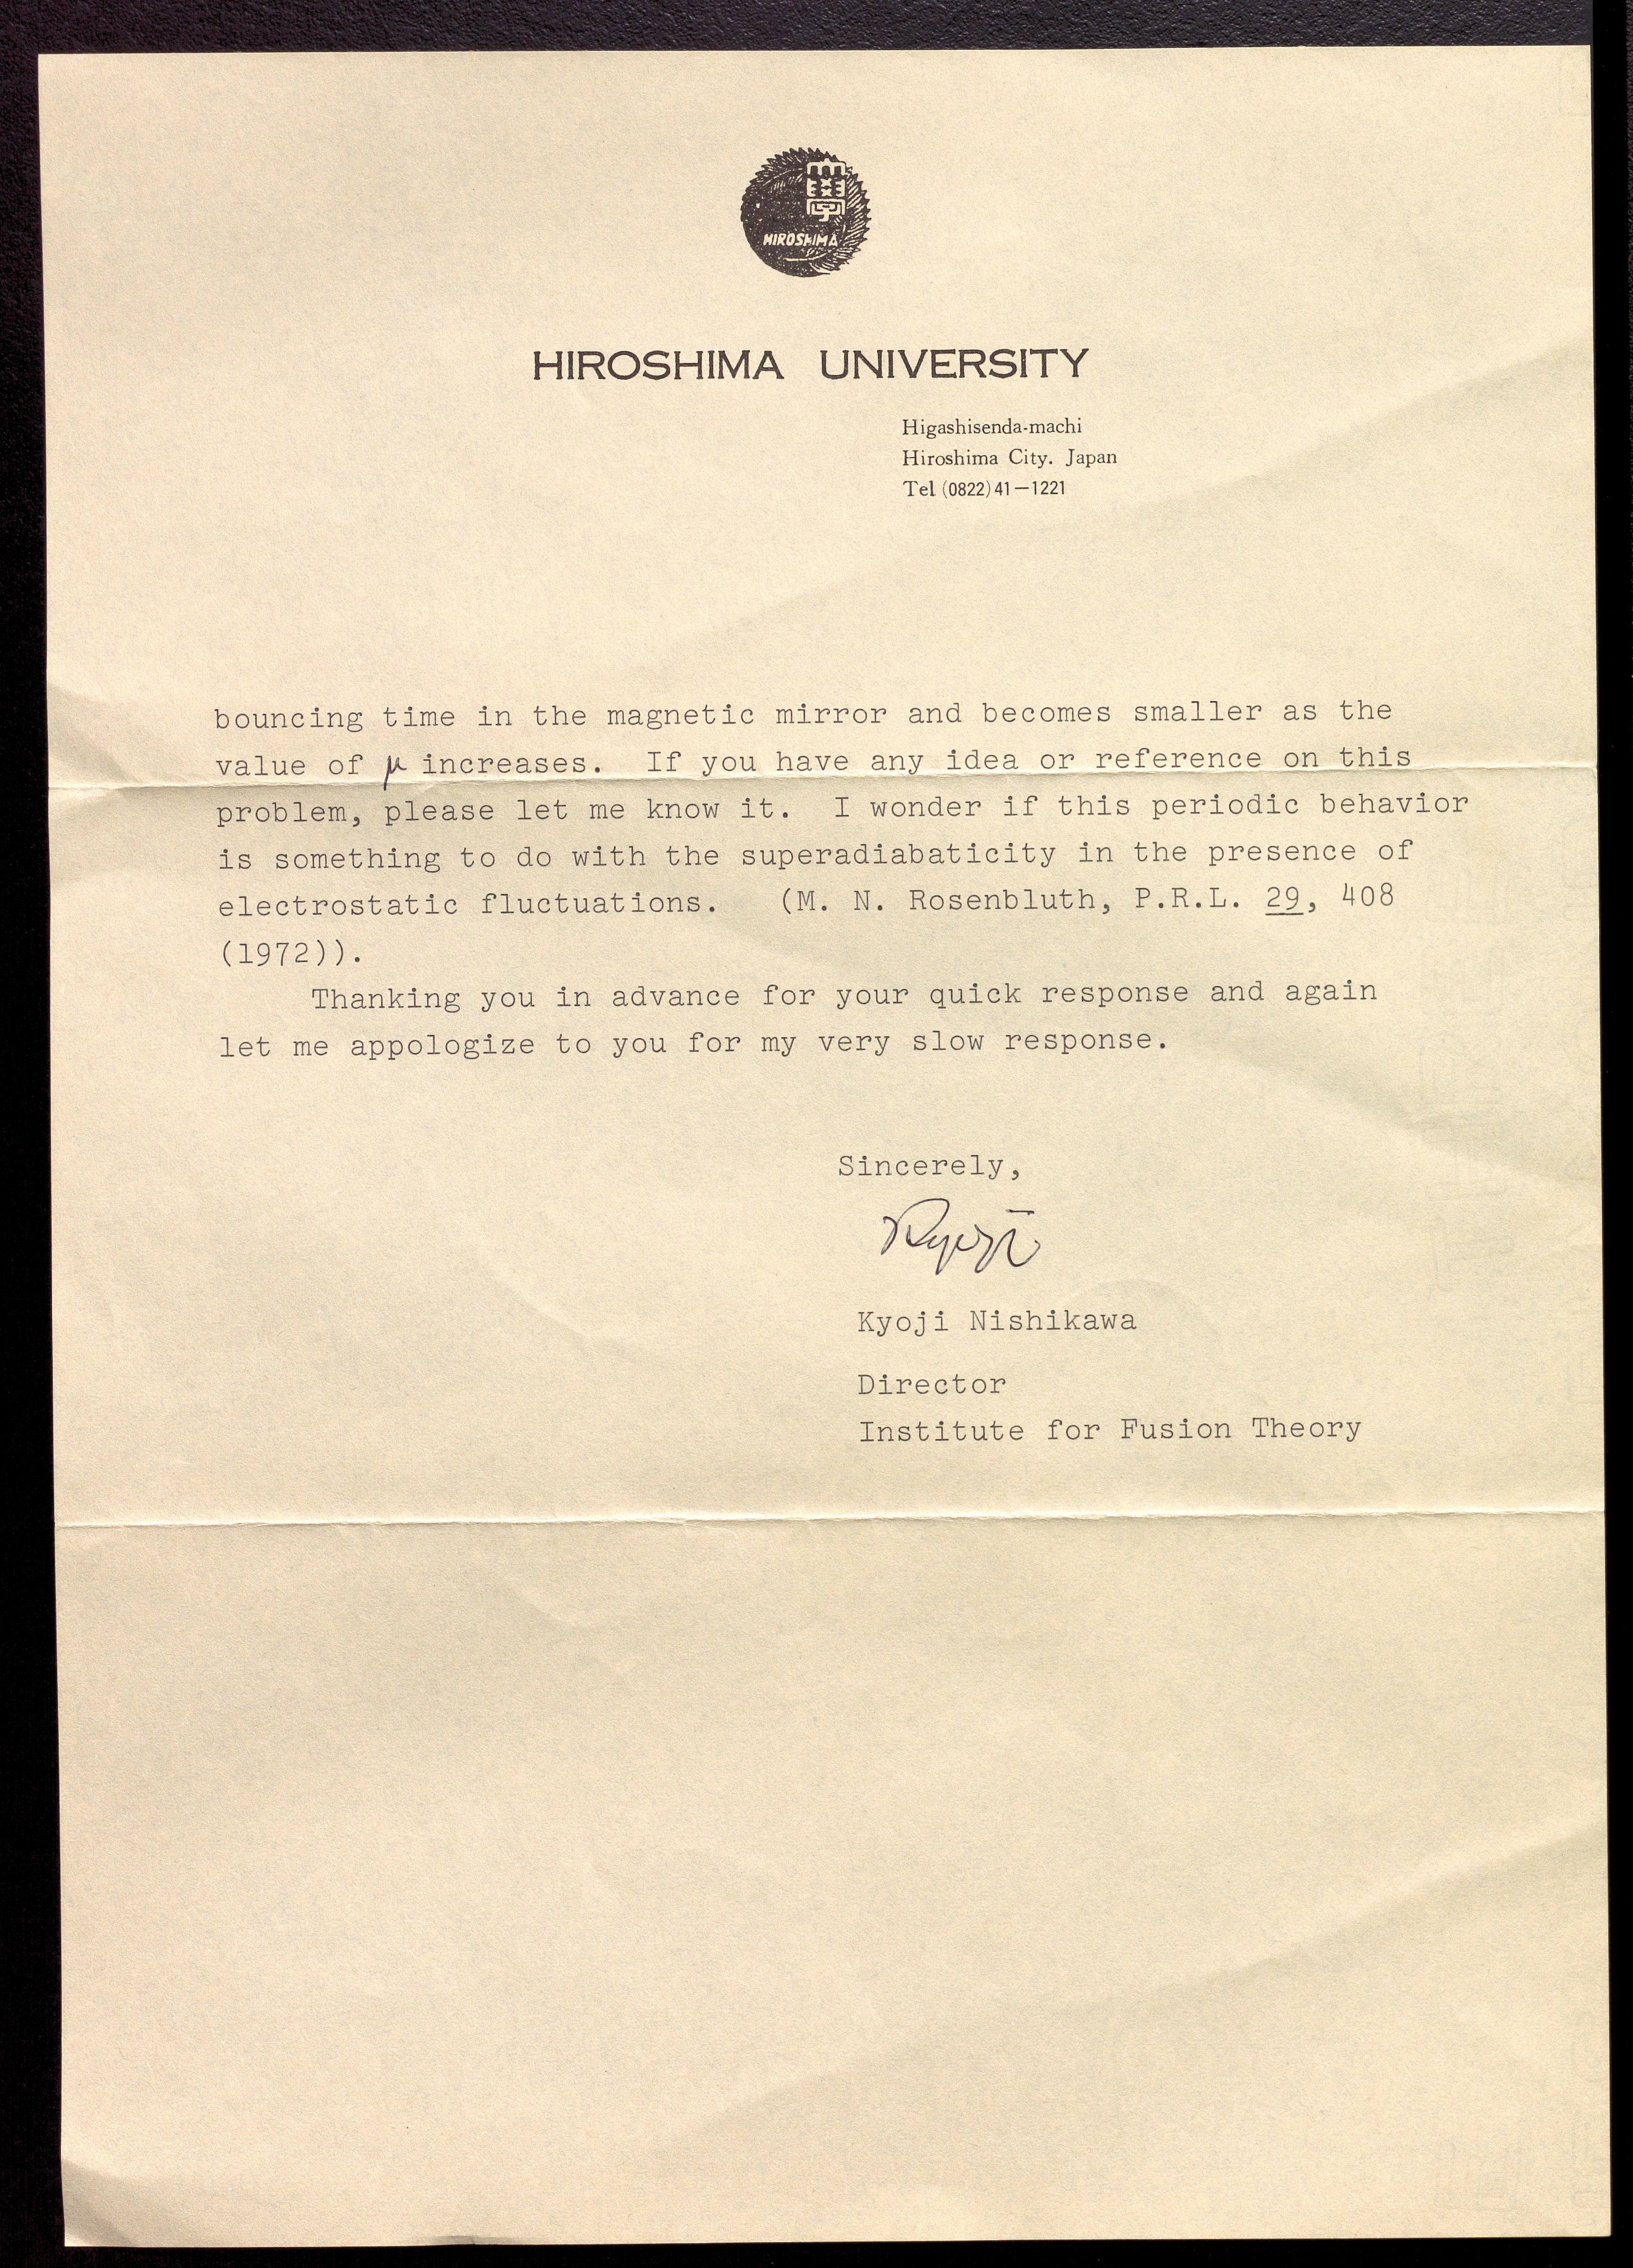 大學
HIROSHIMA
HIROSHIMA UNIVERSITY
Higashisenda-machi
Hiroshima City. Japan
Tel (0822) 41-1221
bouncing time in the magnetic mirror and becomes smaller as the
value of μ increases. If you have any idea or reference on this
problem, please let me know it. I wonder if this periodic behavior
is something to do with the superadiabaticity in the presence of
electrostatic fluctuations. (M. N. Rosenbluth, P.R.L. 29, 408
(1972)).
Thanking you in advance for your quick response and again
let me appologize to you for my very slow response.
Sincerely,
Kyoji
Kyoji Nishikawa
Director
Institute for Fusion Theory